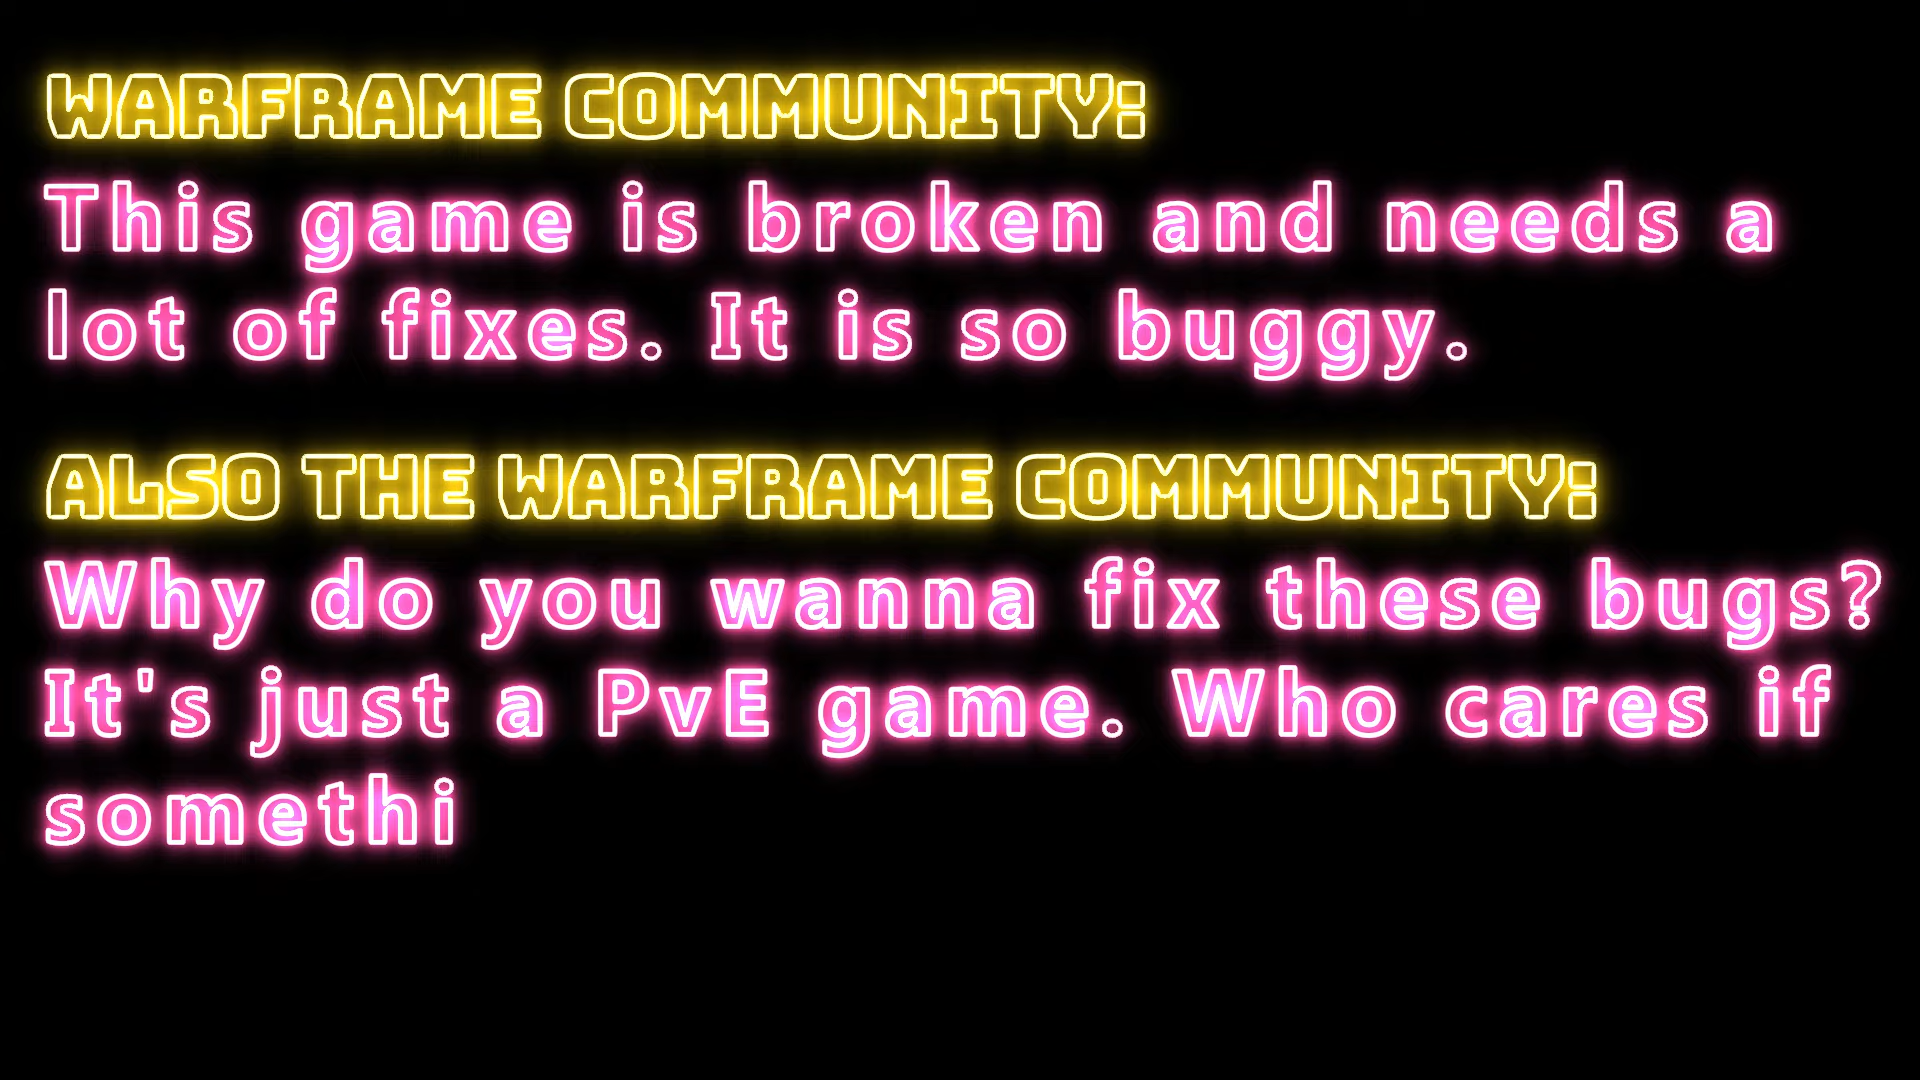 WARFRAME COMMUNITY:
This game is broken and needs a
lot of fixes. It is so buggy.
ALSO THE WARFRAME COMMUNITY:
Why do you wanna fix these bugs?
It's just a PvE game. Who cares if
somethi